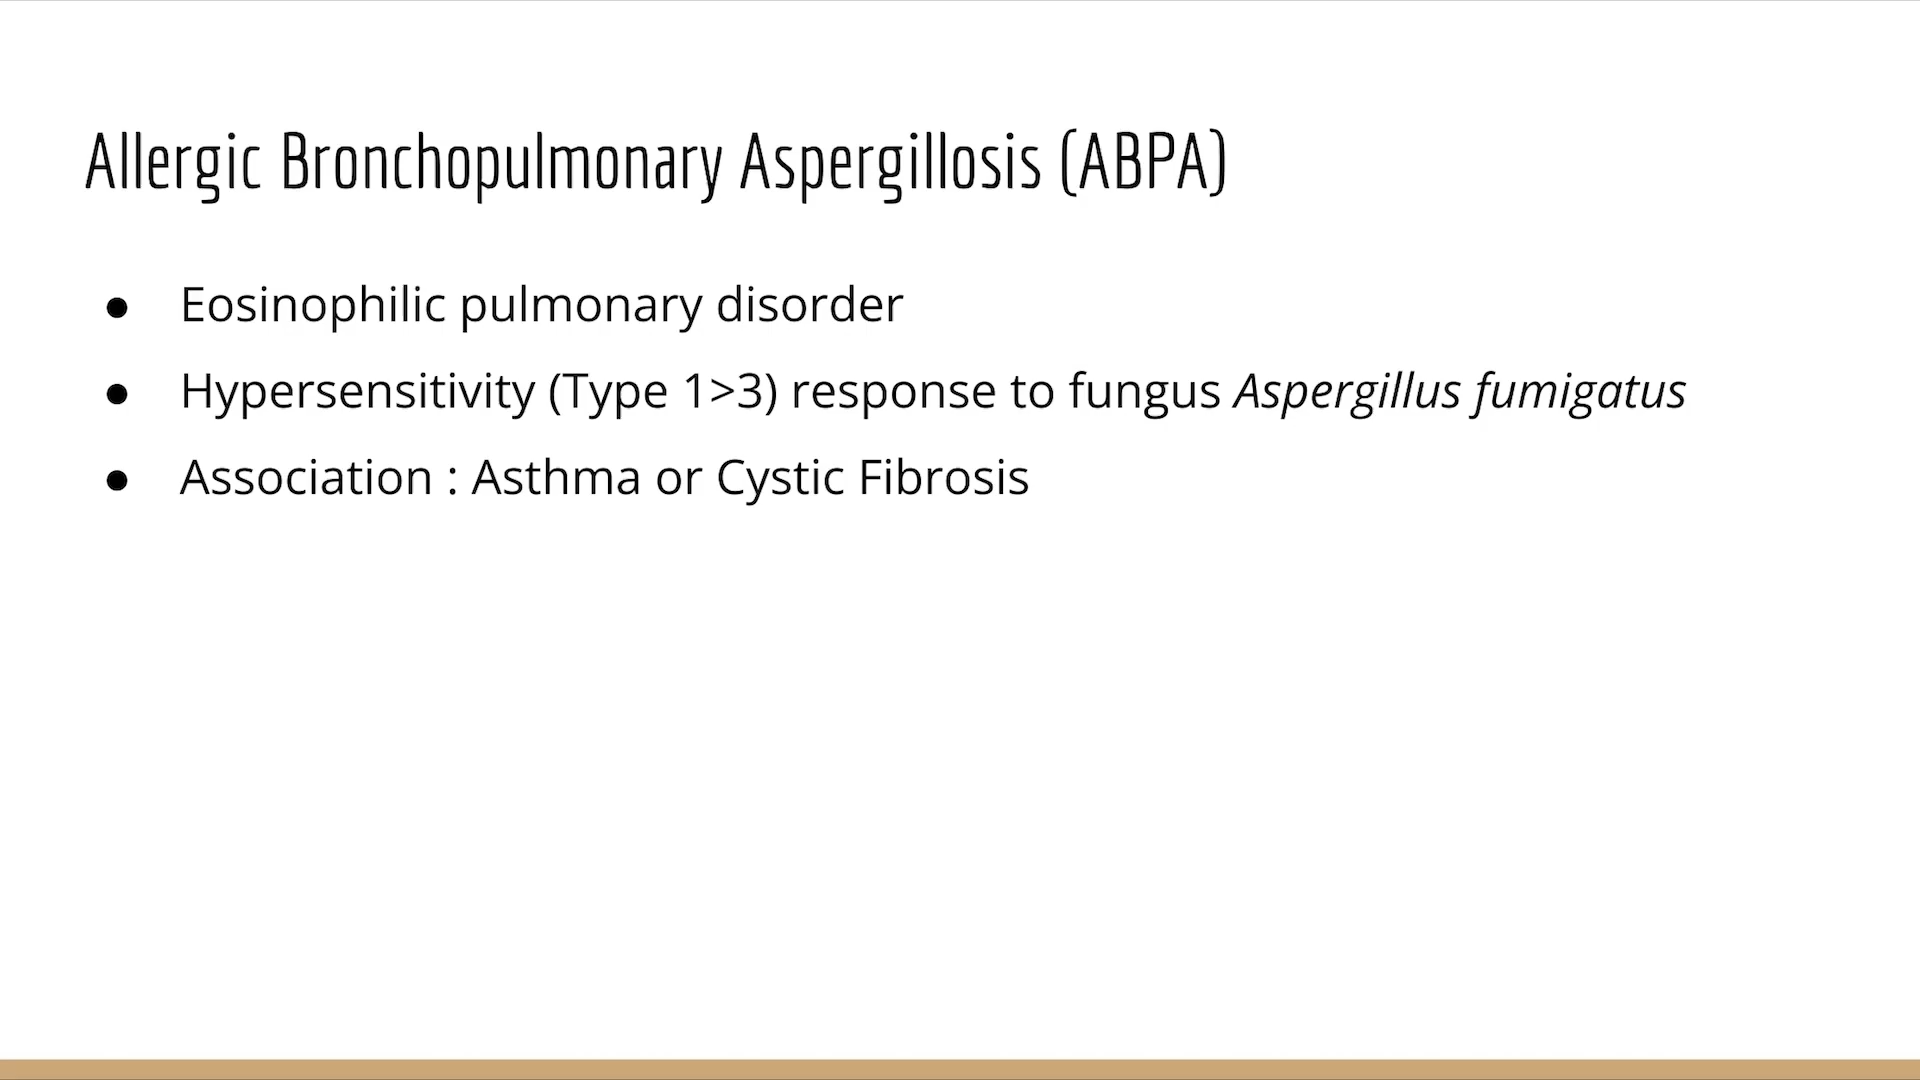 Allergic Bronchopulmonary Aspergillosis (ABPA)
● Eosinophilic pulmonary disorder
● Hypersensitivity (Type 1>3) response to fungus Aspergillus fumigatus
● Association : Asthma or Cystic Fibrosis